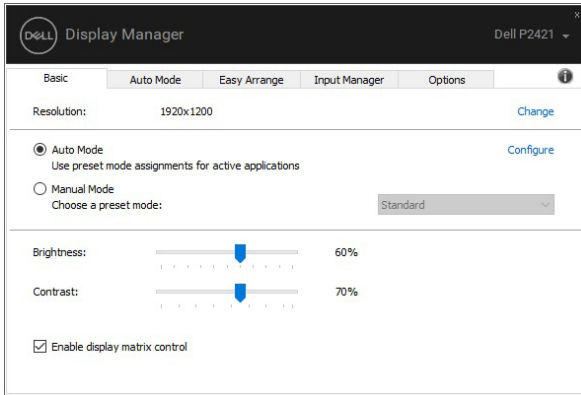 DELL Display Manager Dell P2421
Basic Auto Mode Easy Arrange Input Manager Options i
Resolution: 1920x1200 Change
Auto Mode Configure
Use preset mode assignments for active applications
Manual Mode
Choose a preset mode: Standard
Brightness: 60%
Contrast: 70%
Enable display matrix control